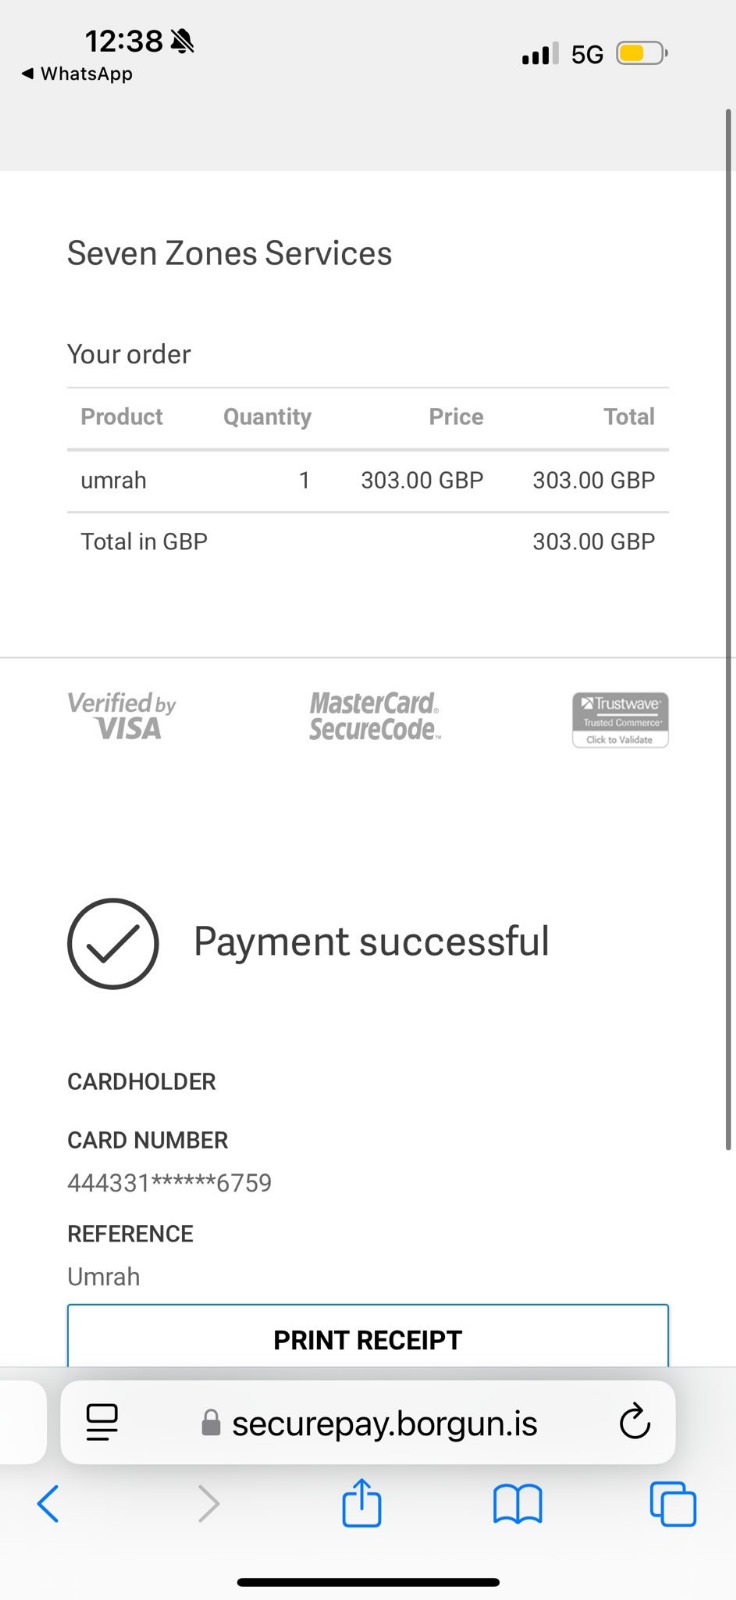 12:38
5G
WhatsApp
Seven Zones Services
Your order
Product Quantity Price Total
umrah 1 303.00 GBP 303.00 GBP
Total in GBP 303.00 GBP
Verified by
VISA
MasterCard®
SecureCode™
Trustwave®
Trusted Commerce®
Click to Validate
Payment successful
CARDHOLDER
CARD NUMBER
444331******6759
REFERENCE
Umrah
PRINT RECEIPT
securepay.borgun.is